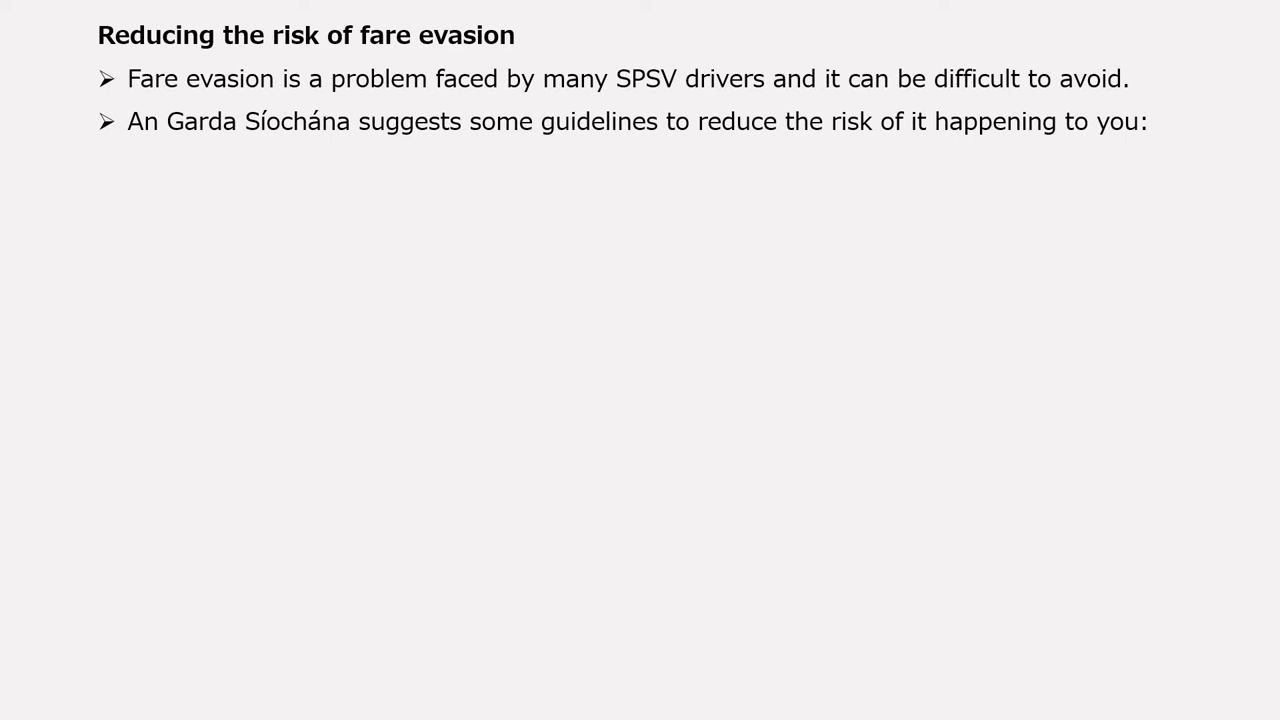 Reducing the risk of fare evasion
➢ Fare evasion is a problem faced by many SPSV drivers and it can be difficult to avoid.
➢ An Garda Síochána suggests some guidelines to reduce the risk of it happening to you: